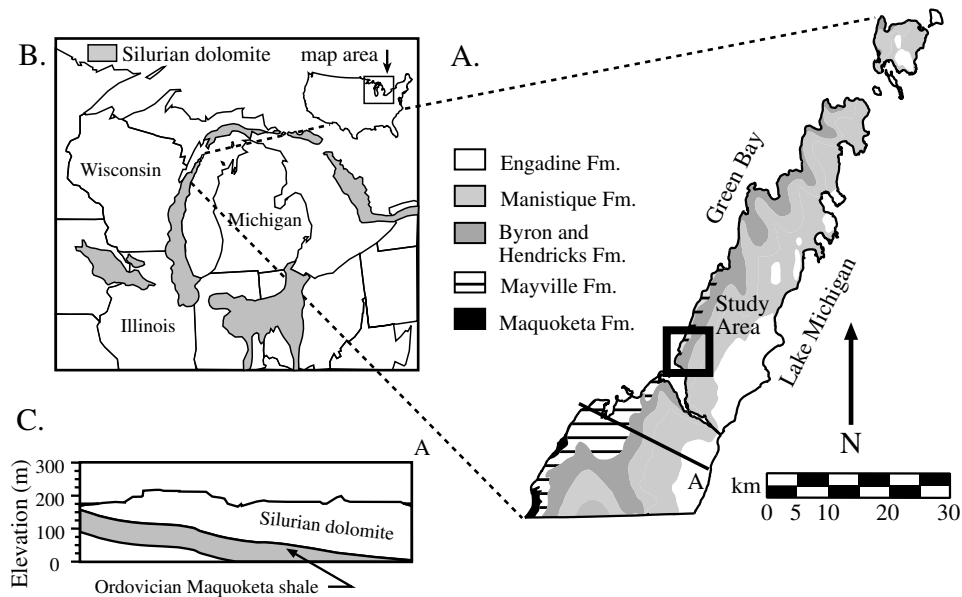 B.
Silurian dolomite
map area
Wisconsin
Michigan
Illinois
A.
Engadine Fm.
Manistique Fm.
Byron and
Hendricks Fm.
Mayville Fm.
Maquoketa Fm.
Green Bay
Study
Area
Lake Michigan
N
A
km
0 5 10 15 20 25 30
C.
A
Elevation (m)
300
200
100
0
Silurian dolomite
Ordovician Maquoketa shale